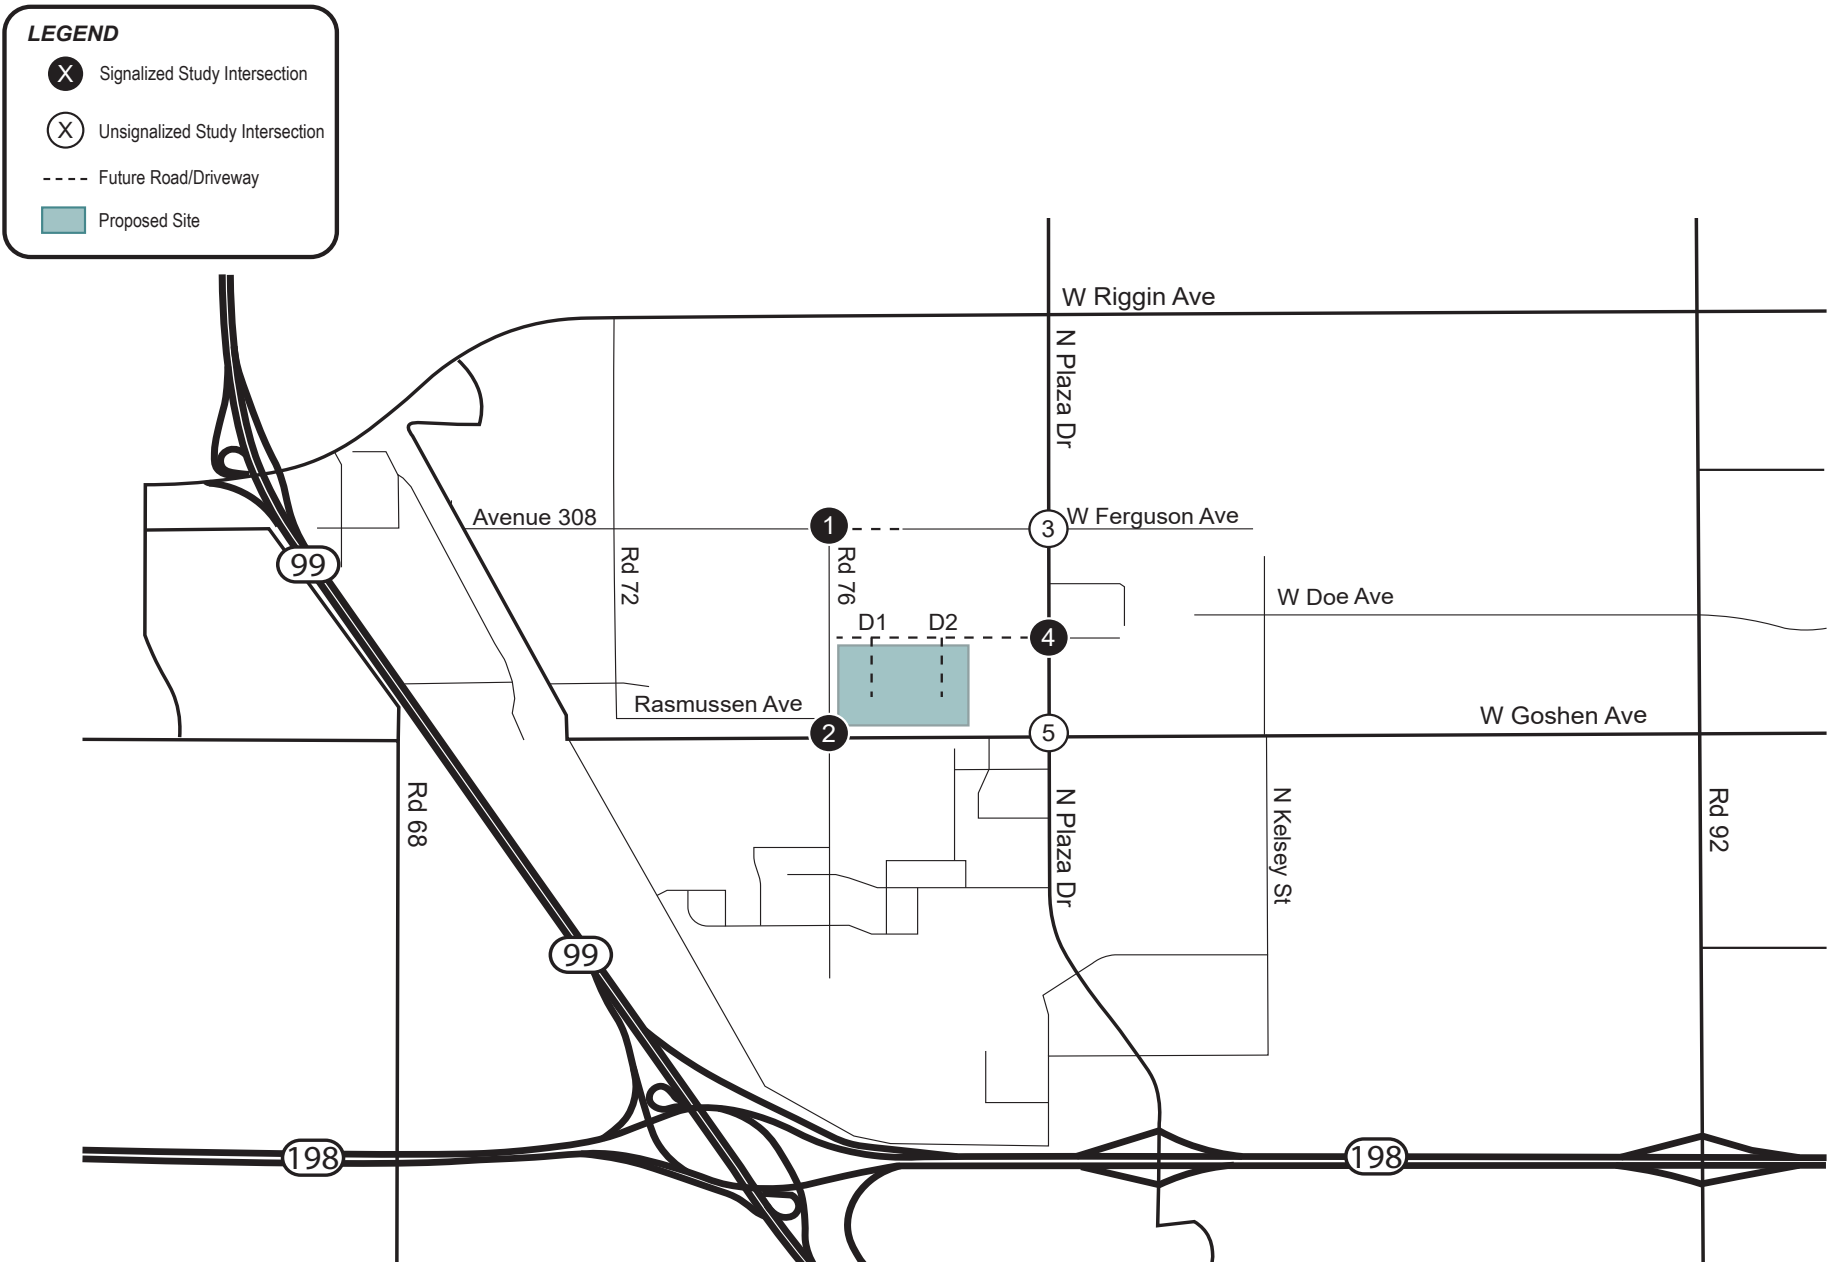 LEGEND
X Signalized Study Intersection
X Unsignalized Study Intersection
Future Road/Driveway
Proposed Site
W Riggin Ave
N Plaza Dr
Avenue 308
1
3
W Ferguson Ave
99
Rd 72
Rd 76
W Doe Ave
D1
D2
4
Rasmussen Ave
2
5
W Goshen Ave
Rd 68
N Plaza Dr
N Kelsey St
Rd 92
99
198
198